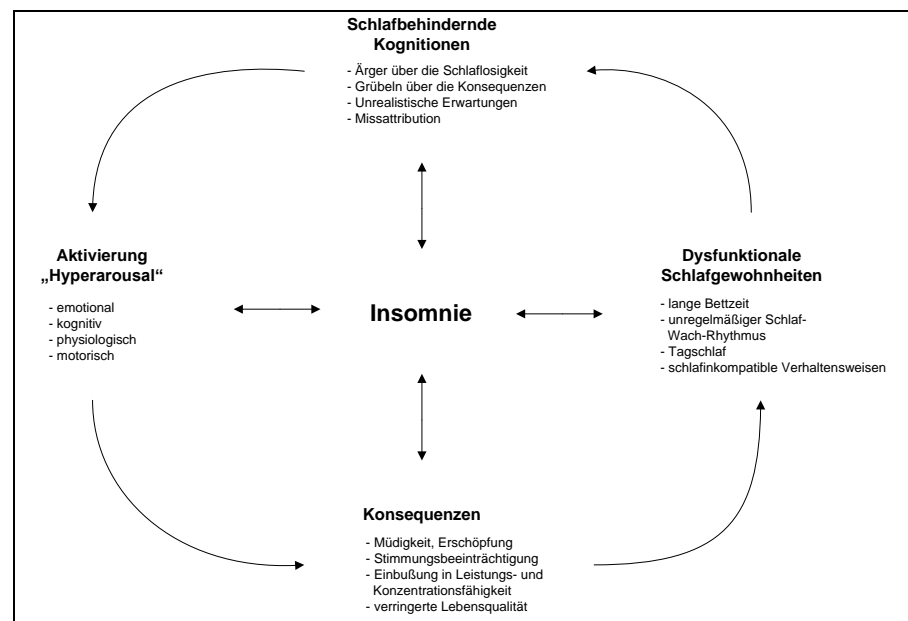 Schlafbehindernde
Kognitionen
- Ärger über die Schlaflosigkeit
- Grübeln über die Konsequenzen
- Unrealistische Erwartungen
- Missattribution
Aktivierung
„Hyperarousal“
- emotional
- kognitiv
- physiologisch
- motorisch
Insomnie
Dysfunktionale
Schlafgewohnheiten
- lange Bettzeit
- unregelmäßiger Schlaf-
Wach-Rhythmus
- Tagschlaf
- schlafinkompatible Verhaltensweisen
Konsequenzen
- Müdigkeit, Erschöpfung
- Stimmungsbeeinträchtigung
- Einbußung in Leistungs- und
Konzentrationsfähigkeit
- verringerte Lebensqualität